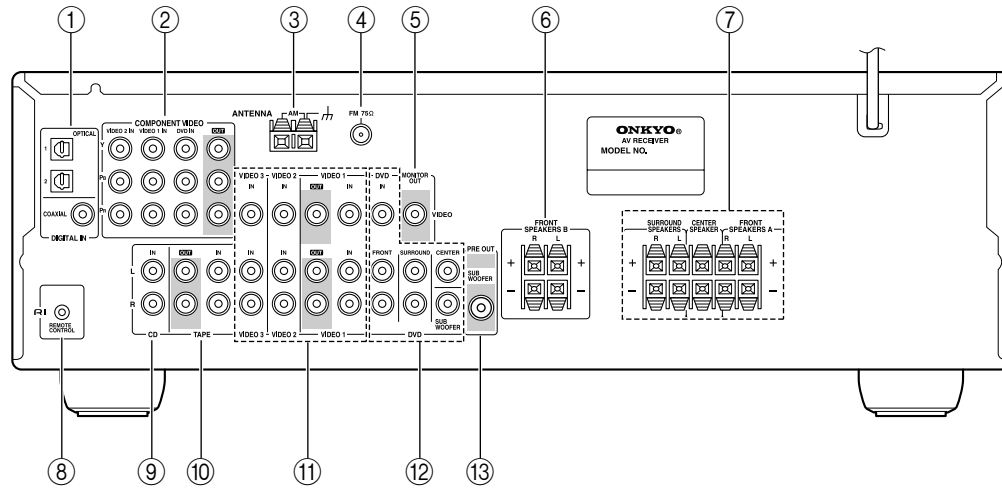 ① ② ③ ④ ⑤ ⑥ ⑦
ANTENNA AM
FM 75Ω
OPTICAL
1
2
COAXIAL
DIGITAL IN
COMPONENT VIDEO
VIDEO 2 IN VIDEO 1 IN DVD IN OUT
Y
PB
PR
ONKYO®
AV RECEIVER
MODEL NO.
VIDEO 3 VIDEO 2 VIDEO 1 DVD MONITOR OUT
IN IN OUT IN IN
VIDEO
FRONT SPEAKERS B
R L
+ +
– –
SURROUND SPEAKERS CENTER SPEAKER FRONT SPEAKERS A
R L R L
+ +
– –
IN OUT IN IN IN OUT IN FRONT SURROUND CENTER
L
R
SUB WOOFER
CD TAPE VIDEO 3 VIDEO 2 VIDEO 1 DVD
PRE OUT
SUB WOOFER
RI
REMOTE CONTROL
⑧ ⑨ ⑩ ⑪ ⑫ ⑬